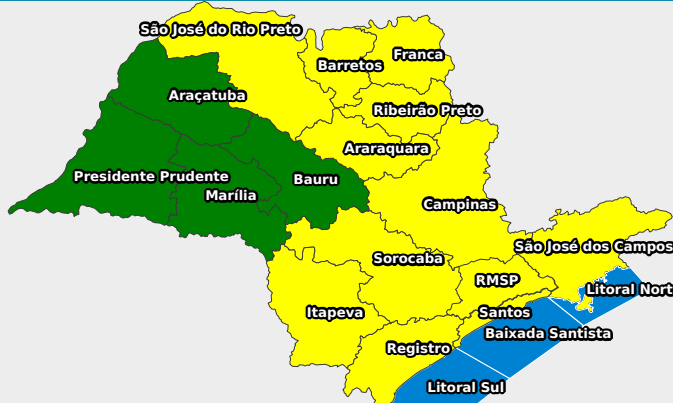 São José do Rio Preto
Franca
Barretos
Araçatuba
Ribeirão Preto
Araraquara
Presidente Prudente
Bauru
Marília
Campinas
São José dos Campos
Sorocaba
RMSP
Litoral Nort
Itapeva
Santos
Baixada Santista
Registro
Litoral Sul